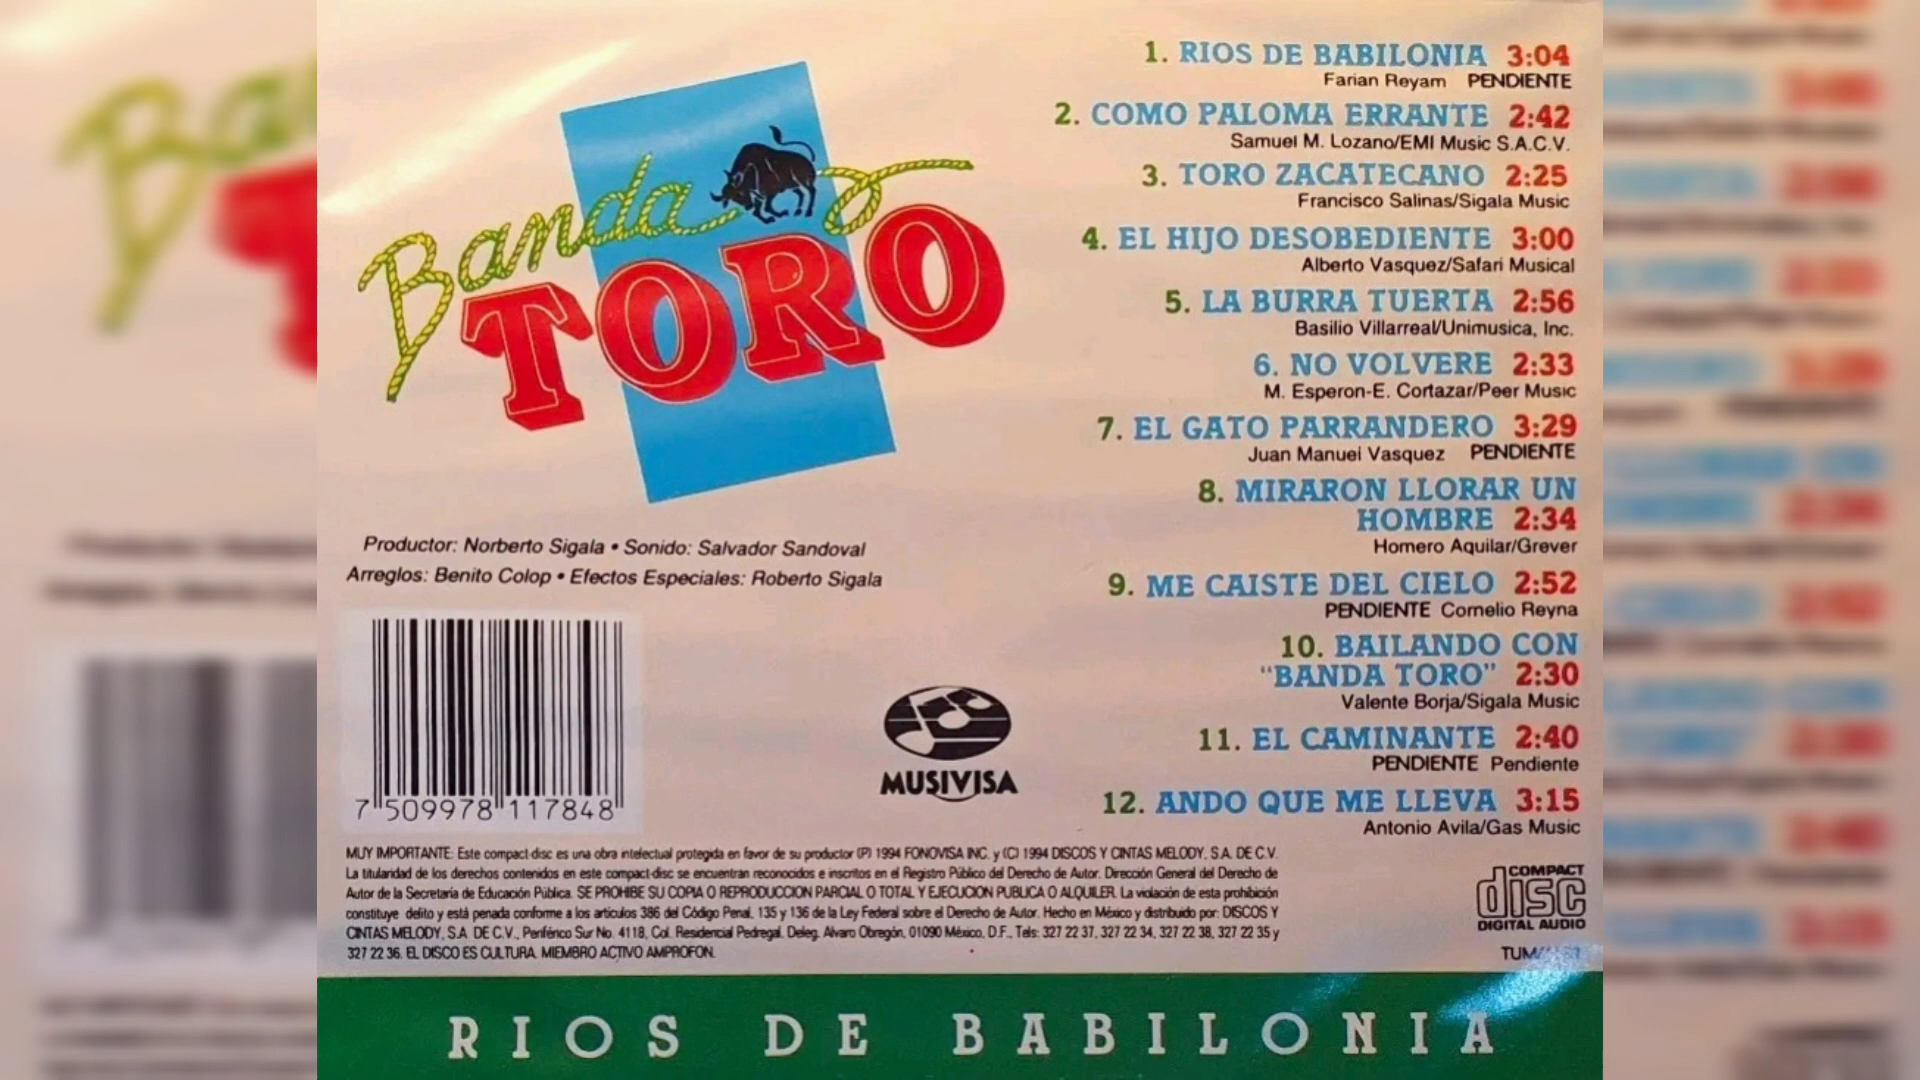 Banda
TORO
1. RIOS DE BABILONIA 3:04
Farian Reyam PENDIENTE
2. COMO PALOMA ERRANTE 2:42
Samuel M. Lozano/EMI Music S.A.C.V.
3. TORO ZACATECANO 2:25
Francisco Salinas/Sigala Music
4. EL HIJO DESOBEDIENTE 3:00
Alberto Vasquez/Safari Musical
5. LA BURRA TUERTA 2:56
Basilio Villarreal/Unimusica, Inc.
6. NO VOLVERE 2:33
M. Esperon-E. Cortazar/Peer Music
7. EL GATO PARRANDERO 3:29
Juan Manuel Vasquez PENDIENTE
8. MIRARON LLORAR UN
HOMBRE 2:34
Homero Aquilar/Grever
9. ME CAISTE DEL CIELO 2:52
PENDIENTE Cornelio Reyna
10. BAILANDO CON
"BANDA TORO" 2:30
Valente Borja/Sigala Music
11. EL CAMINANTE 2:40
PENDIENTE Pendiente
12. ANDO QUE ME LLEVA 3:15
Antonio Avila/Gas Music
Productor: Norberto Sigala • Sonido: Salvador Sandoval
Arreglos: Benito Colop • Efectos Especiales: Roberto Sigala
7 509978 117848
MUSIVISA
MUY IMPORTANTE: Este compact-disc es una obra intelectual protegida en favor de su productor (P) 1994 FONOVISA INC. y (C) 1994 DISCOS Y CINTAS MELODY, S.A. DE C.V.
La titularidad de los derechos contenidos en este compact-disc se encuentran reconocidos e inscritos en el Registro Público del Derecho de Autor. Dirección General del Derecho de
Autor de la Secretaría de Educación Pública. SE PROHIBE SU COPIA O REPRODUCCION PARCIAL O TOTAL Y EJECUCION PUBLICA O ALQUILER. La violación de esta prohibición
constituye delito y está penada conforme a los artículos 386 del Código Penal, 135 y 136 de la Ley Federal sobre el Derecho de Autor. Hecho en México y distribuido por: DISCOS Y
CINTAS MELODY, S.A. DE C.V., Periférico Sur No. 4118, Col. Residencial Pedregal, Deleg. Alvaro Obregón, 01090 México, D.F., Tels: 327 22 37, 327 22 34, 327 22 38, 327 22 35 y
327 22 36. EL DISCO ES CULTURA. MIEMBRO ACTIVO AMPROFON.
COMPACT
disc
DIGITAL AUDIO
RIOS DE BABILONIA